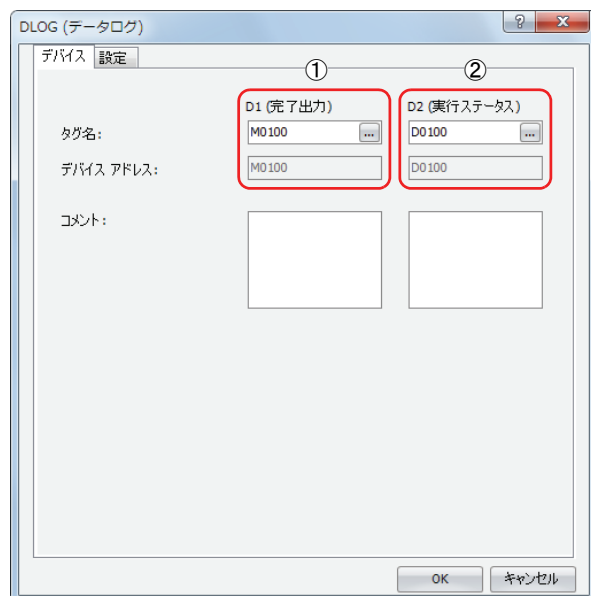 DLOG (データログ)
デバイス 設定
① ②
D1 (完了出力) D2 (実行ステータス)
タグ名: M0100 ... D0100 ...
デバイス アドレス: M0100 D0100
コメント:
OK キャンセル